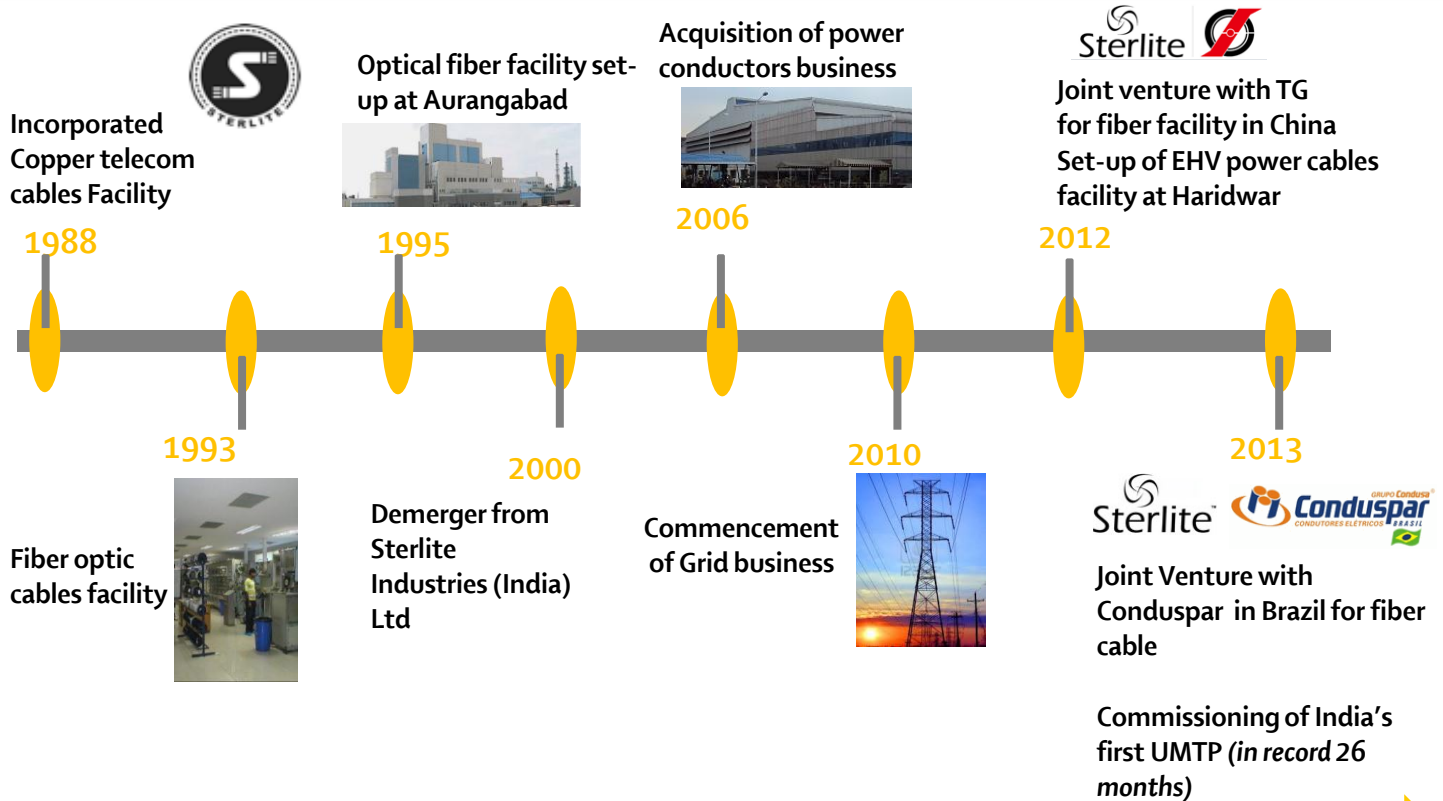 STERLITE
Incorporated
Copper telecom
cables Facility
1988
Optical fiber facility set-
up at Aurangabad
1995
Acquisition of power
conductors business
2006
Sterlite
Joint venture with TG
for fiber facility in China
Set-up of EHV power cables
facility at Haridwar
2012
1993
Fiber optic
cables facility
2000
Demerger from
Sterlite
Industries (India)
Ltd
2010
Commencement
of Grid business
2013
Sterlite
GRUPO Condusa
Conduspar
CONDUTORES ELÉTRICOS BRASIL
Joint Venture with
Conduspar in Brazil for fiber
cable
Commissioning of India’s
first UMTP (in record 26
months)